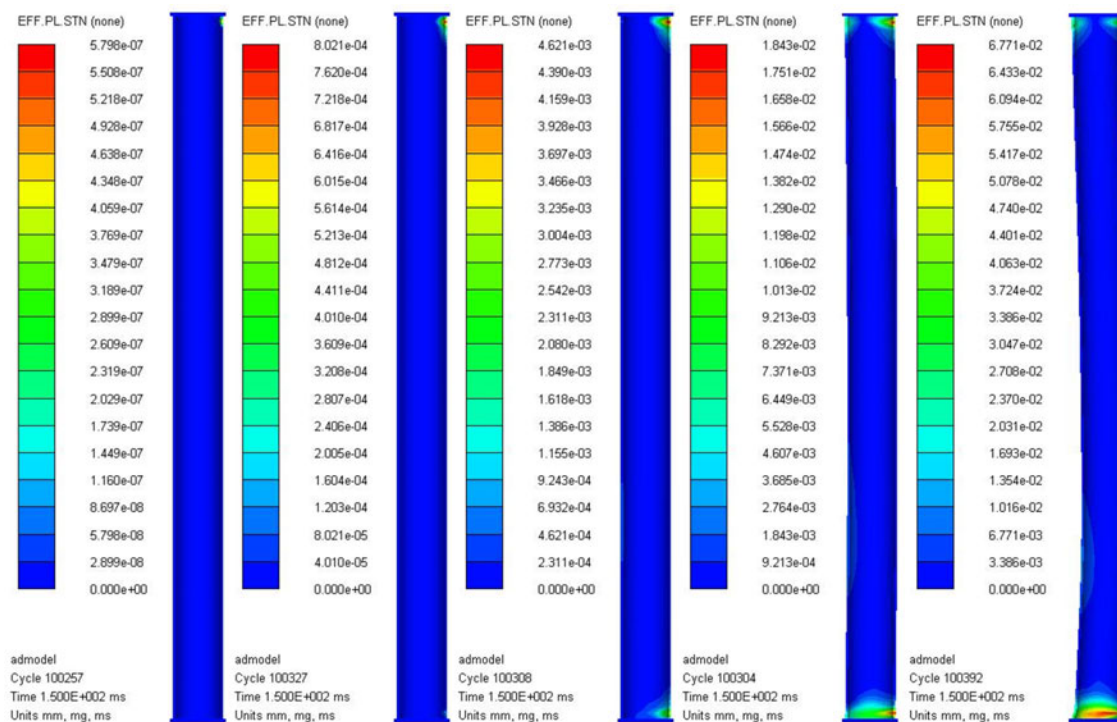 EFF.PL.STN (none)
5.798e-07
5.508e-07
5.218e-07
4.928e-07
4.638e-07
4.348e-07
4.059e-07
3.769e-07
3.479e-07
3.189e-07
2.899e-07
2.609e-07
2.319e-07
2.029e-07
1.739e-07
1.449e-07
1.160e-07
8.697e-08
5.798e-08
2.899e-08
0.000e+00
admodel
Cycle 100257
Time 1.500E+002 ms
Units mm, mg, ms
EFF.PL.STN (none)
8.021e-04
7.620e-04
7.218e-04
6.817e-04
6.416e-04
6.015e-04
5.614e-04
5.213e-04
4.812e-04
4.411e-04
4.010e-04
3.609e-04
3.208e-04
2.807e-04
2.406e-04
2.005e-04
1.604e-04
1.203e-04
8.021e-05
4.010e-05
0.000e+00
admodel
Cycle 100327
Time 1.500E+002 ms
Units mm, mg, ms
EFF.PL.STN (none)
4.621e-03
4.390e-03
4.159e-03
3.928e-03
3.697e-03
3.466e-03
3.235e-03
3.004e-03
2.773e-03
2.542e-03
2.311e-03
2.080e-03
1.849e-03
1.618e-03
1.386e-03
1.155e-03
9.243e-04
6.932e-04
4.621e-04
2.311e-04
0.000e+00
admodel
Cycle 100308
Time 1.500E+002 ms
Units mm, mg, ms
EFF.PL.STN (none)
1.843e-02
1.751e-02
1.658e-02
1.566e-02
1.474e-02
1.382e-02
1.290e-02
1.198e-02
1.106e-02
1.013e-02
9.213e-03
8.292e-03
7.371e-03
6.449e-03
5.528e-03
4.607e-03
3.685e-03
2.764e-03
1.843e-03
9.213e-04
0.000e+00
admodel
Cycle 100304
Time 1.500E+002 ms
Units mm, mg, ms
EFF.PL.STN (none)
6.771e-02
6.433e-02
6.094e-02
5.755e-02
5.417e-02
5.078e-02
4.740e-02
4.401e-02
4.063e-02
3.724e-02
3.386e-02
3.047e-02
2.708e-02
2.370e-02
2.031e-02
1.693e-02
1.354e-02
1.016e-02
6.771e-03
3.386e-03
0.000e+00
admodel
Cycle 100392
Time 1.500E+002 ms
Units mm, mg, ms